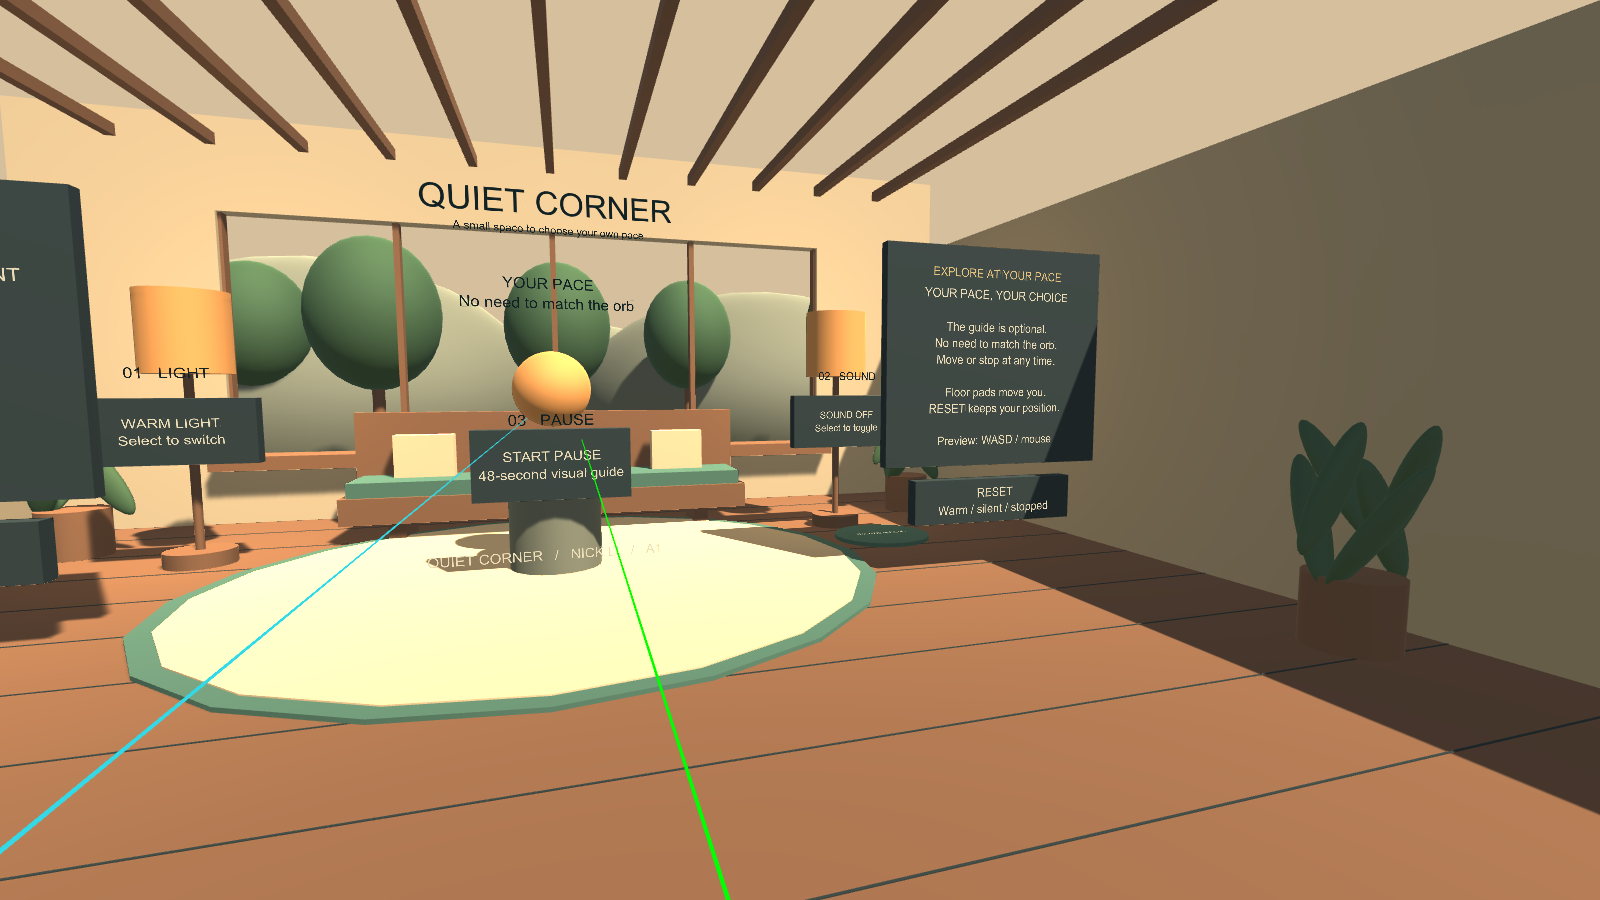 QUIET CORNER
A small space to choose your own pace
YOUR PACE
No need to match the orb
NT
01 LIGHT
WARM LIGHT
Select to switch
03 PAUSE
START PAUSE
48-second visual guide
02 SOUND
SOUND OFF
Select to toggle
EXPLORE AT YOUR PACE
YOUR PACE, YOUR CHOICE
The guide is optional.
No need to match the orb.
Move or stop at any time.
Floor pads move you.
RESET keeps your position.
Preview: WASD / mouse
RESET
Warm / silent / stopped
QUIET CORNER / / A1